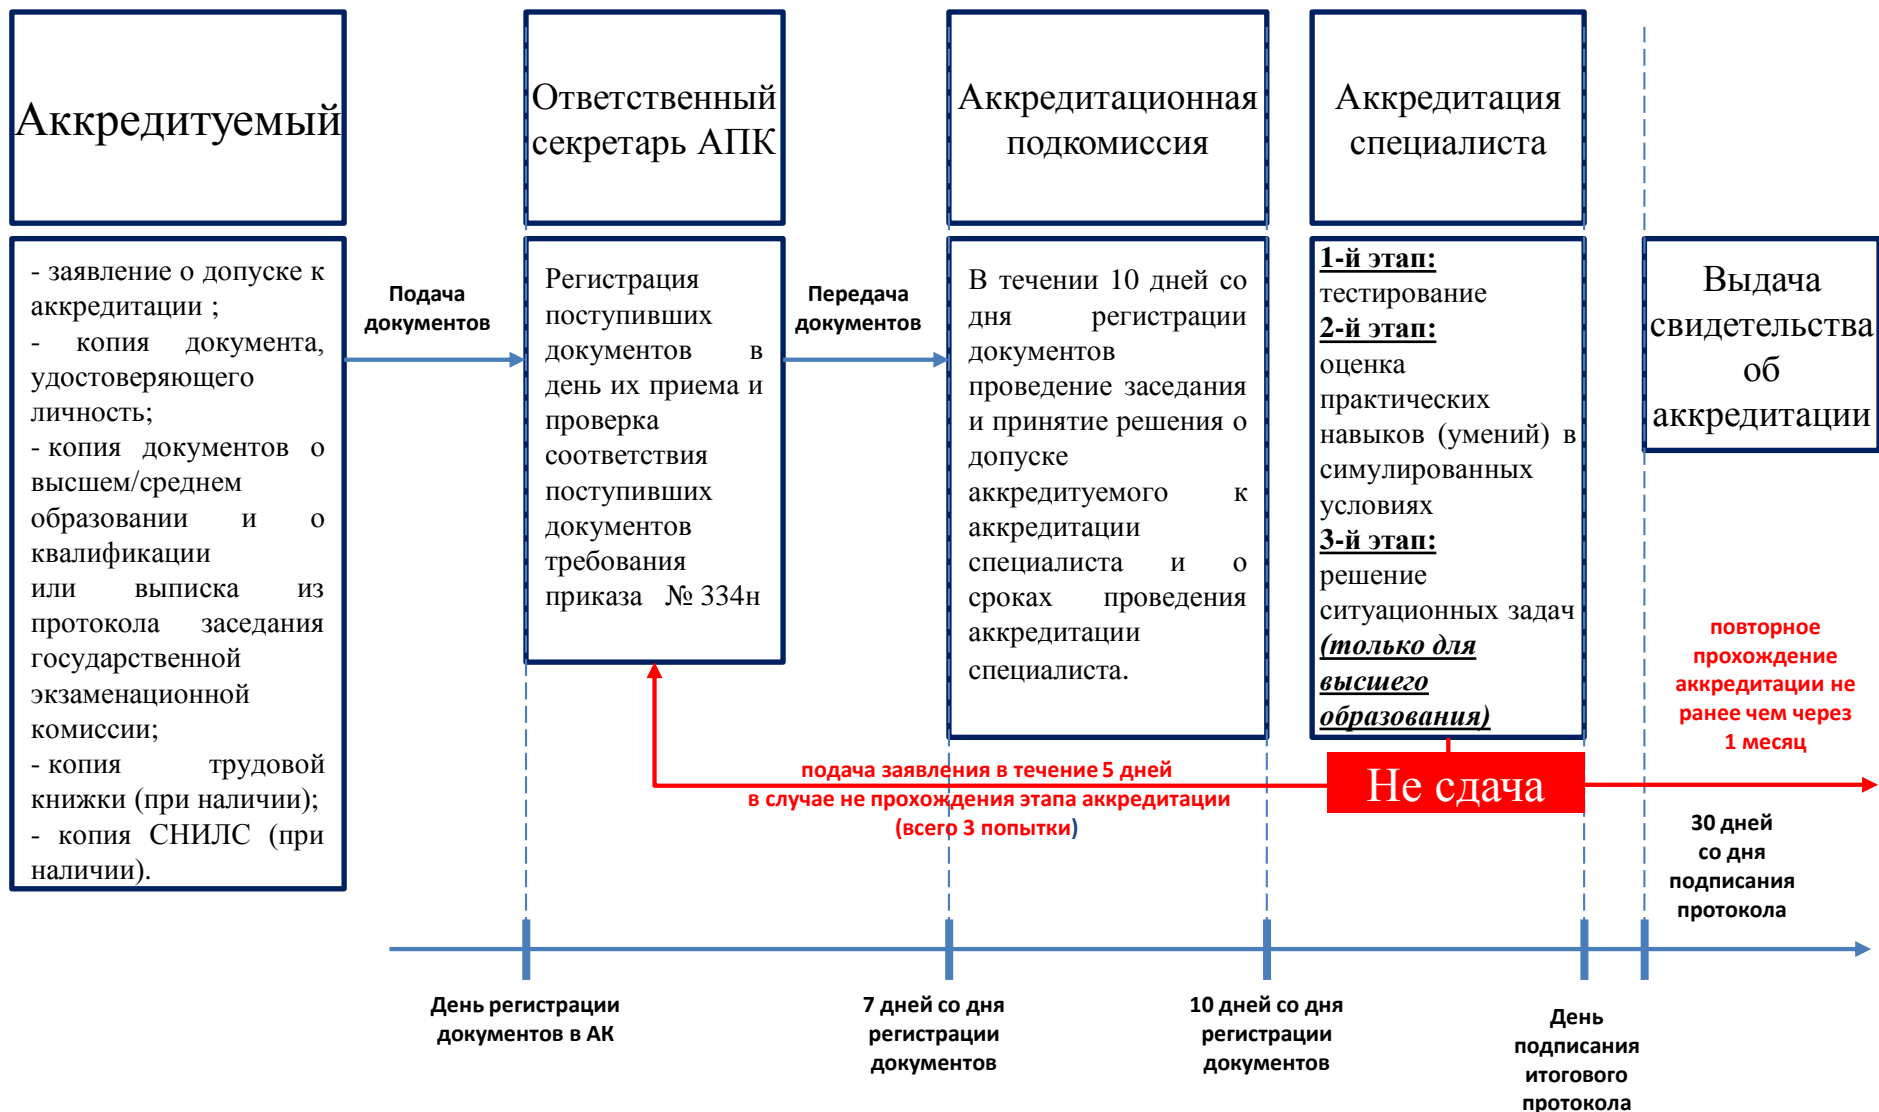 Аккредитуемый
Ответственный
секретарь АПК
Аккредитационная
подкомиссия
Аккредитация
специалиста
- заявление о допуске к
аккредитации ;
- копия документа,
удостоверяющего
личность;
- копия документов о
высшем/среднем
образовании и о
квалификации
или выписка из
протокола заседания
государственной
экзаменационной
комиссии;
- копия трудовой
книжки (при наличии);
- копия СНИЛС (при
наличии).
Подача
документов
Регистрация
поступивших
документов в
день их приема и
проверка
соответствия
поступивших
документов
требования
приказа № 334н
Передача
документов
В течении 10 дней со
дня регистрации
документов
проведение заседания
и принятие решения о
допуске
аккредитуемого к
аккредитации
специалиста и о
сроках проведения
аккредитации
специалиста.
1-й этап:
тестирование
2-й этап:
оценка
практических
навыков (умений) в
симулированных
условиях
3-й этап:
решение
ситуационных задач
(только для
высшего
образования)
Выдача
свидетельства
об
аккредитации
повторное
прохождение
аккредитации не
ранее чем через
1 месяц
подача заявления в течение 5 дней
в случае не прохождения этапа аккредитации
(всего 3 попытки)
Не сдача
30 дней
со дня
подписания
протокола
День регистрации
документов в АК
7 дней со дня
регистрации
документов
10 дней со дня
регистрации
документов
День
подписания
итогового
протокола